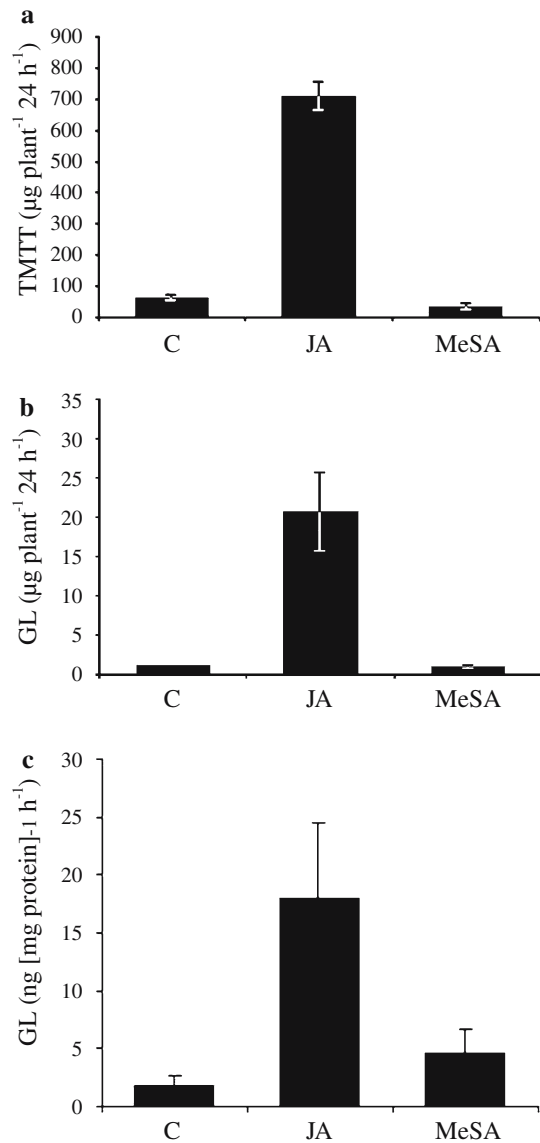 a
900
800
700
600
500
400
300
200
100
0
TMTT (µg plant⁻¹ 24 h⁻¹)
C JA MeSA
b
35
30
25
20
15
10
5
0
GL (µg plant⁻¹ 24 h⁻¹)
C JA MeSA
c
30
25
20
15
10
5
0
GL (ng [mg protein]-1 h⁻¹)
C JA MeSA